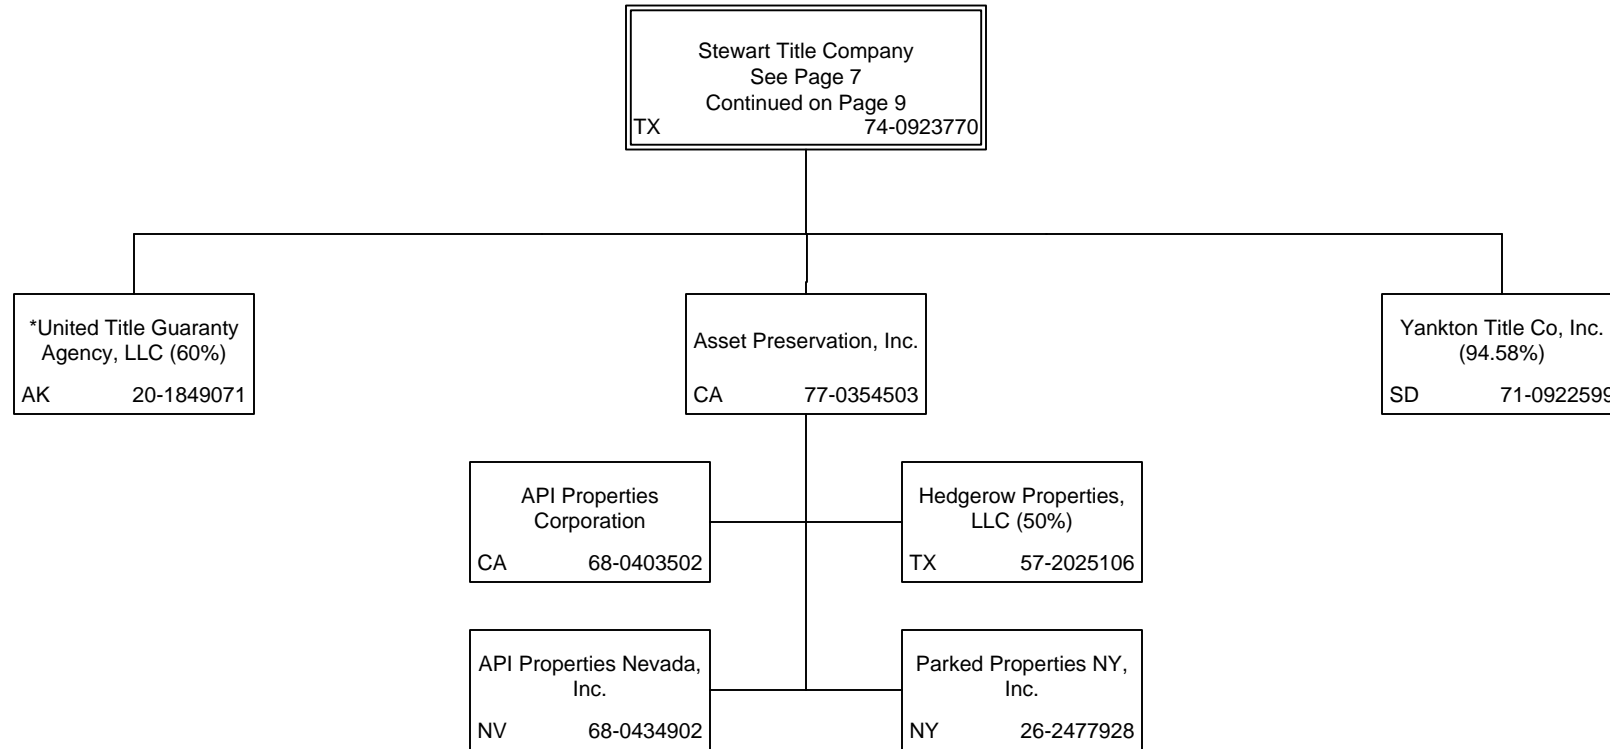 Stewart Title Company
See Page 7
Continued on Page 9
TX 74-0923770
*United Title Guaranty
Agency, LLC (60%)
AK 20-1849071
Asset Preservation, Inc.
CA 77-0354503
Yankton Title Co, Inc.
(94.58%)
SD 71-0922599
API Properties
Corporation
CA 68-0403502
Hedgerow Properties,
LLC (50%)
TX 57-2025106
API Properties Nevada,
Inc.
NV 68-0434902
Parked Properties NY,
Inc.
NY 26-2477928